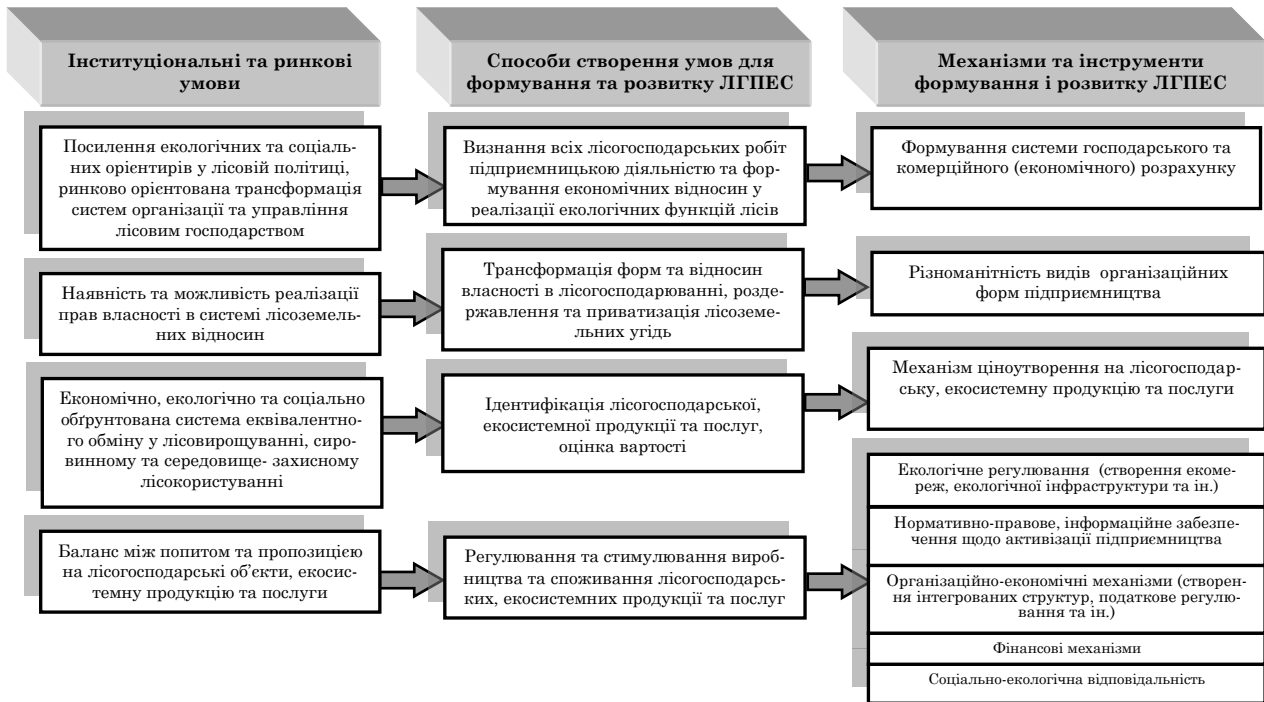 Інституціональні та ринкові
умови
Способи створення умов для
формування та розвитку ЛГПЕС
Механізми та інструменти
формування і розвитку ЛГПЕС
Посилення екологічних та соціаль-
них орієнтирів у лісовій політиці,
ринково орієнтована трансформація
систем організації та управління
лісовим господарством
Визнання всіх лісогосподарських робіт
підприємницькою діяльністю та фор-
мування економічних відносин у
реалізації екологічних функцій лісів
Формування системи господарського та
комерційного (економічного) розрахунку
Наявність та можливість реалізації
прав власності в системі лісоземель-
них відносин
Трансформація форм та відносин
власності в лісогосподарюванні, розде-
ржавлення та приватизація лісоземе-
льних угідь
Різноманітність видів організаційних
форм підприємництва
Економічно, екологічно та соціально
обґрунтована система еквівалентно-
го обміну у лісовирощуванні, сиро-
винному та середовище- захисному
лісокористуванні
Ідентифікація лісогосподарської,
екосистемної продукції та послуг,
оцінка вартості
Механізм ціноутворення на лісогосподар-
ську, екосистемну продукцію та послуги
Баланс між попитом та пропозицією
на лісогосподарські об’єкти, екосис-
темну продукцію та послуги
Регулювання та стимулювання вироб-
ництва та споживання лісогосподарсь-
ких, екосистемних продукції та послуг
Екологічне регулювання (створення екоме-
реж, екологічної інфраструктури та ін.)
Нормативно-правове, інформаційне забезпе-
чення щодо активізації підприємництва
Організаційно-економічні механізми (створен-
ня інтегрованих структур, податкове регулю-
вання та ін.)
Фінансові механізми
Соціально-екологічна відповідальність